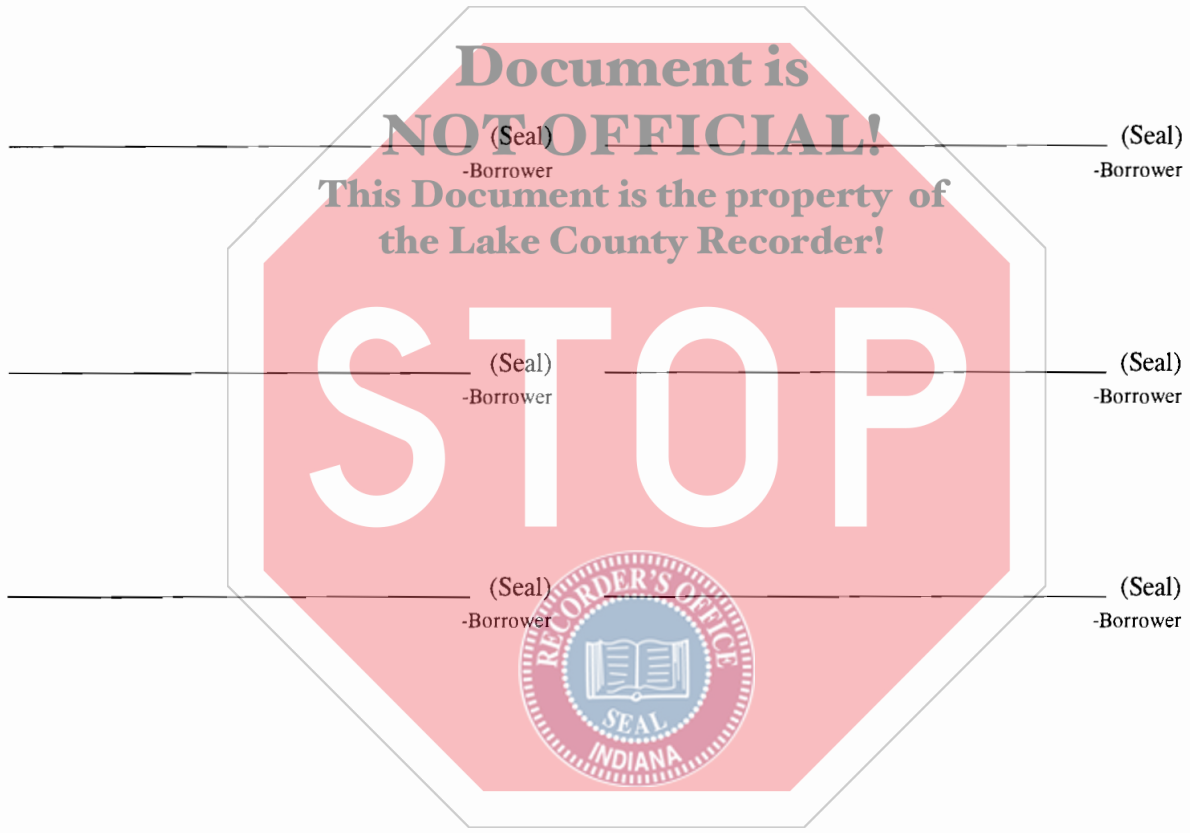 Document is
NOT OFFICIAL!
(Seal) (Seal)
-Borrower -Borrower
This Document is the property of
the Lake County Recorder!
STOP
(Seal) (Seal)
-Borrower -Borrower
(Seal) (Seal)
-Borrower -Borrower
RECORDER'S OFFICE
SEAL
INDIANA